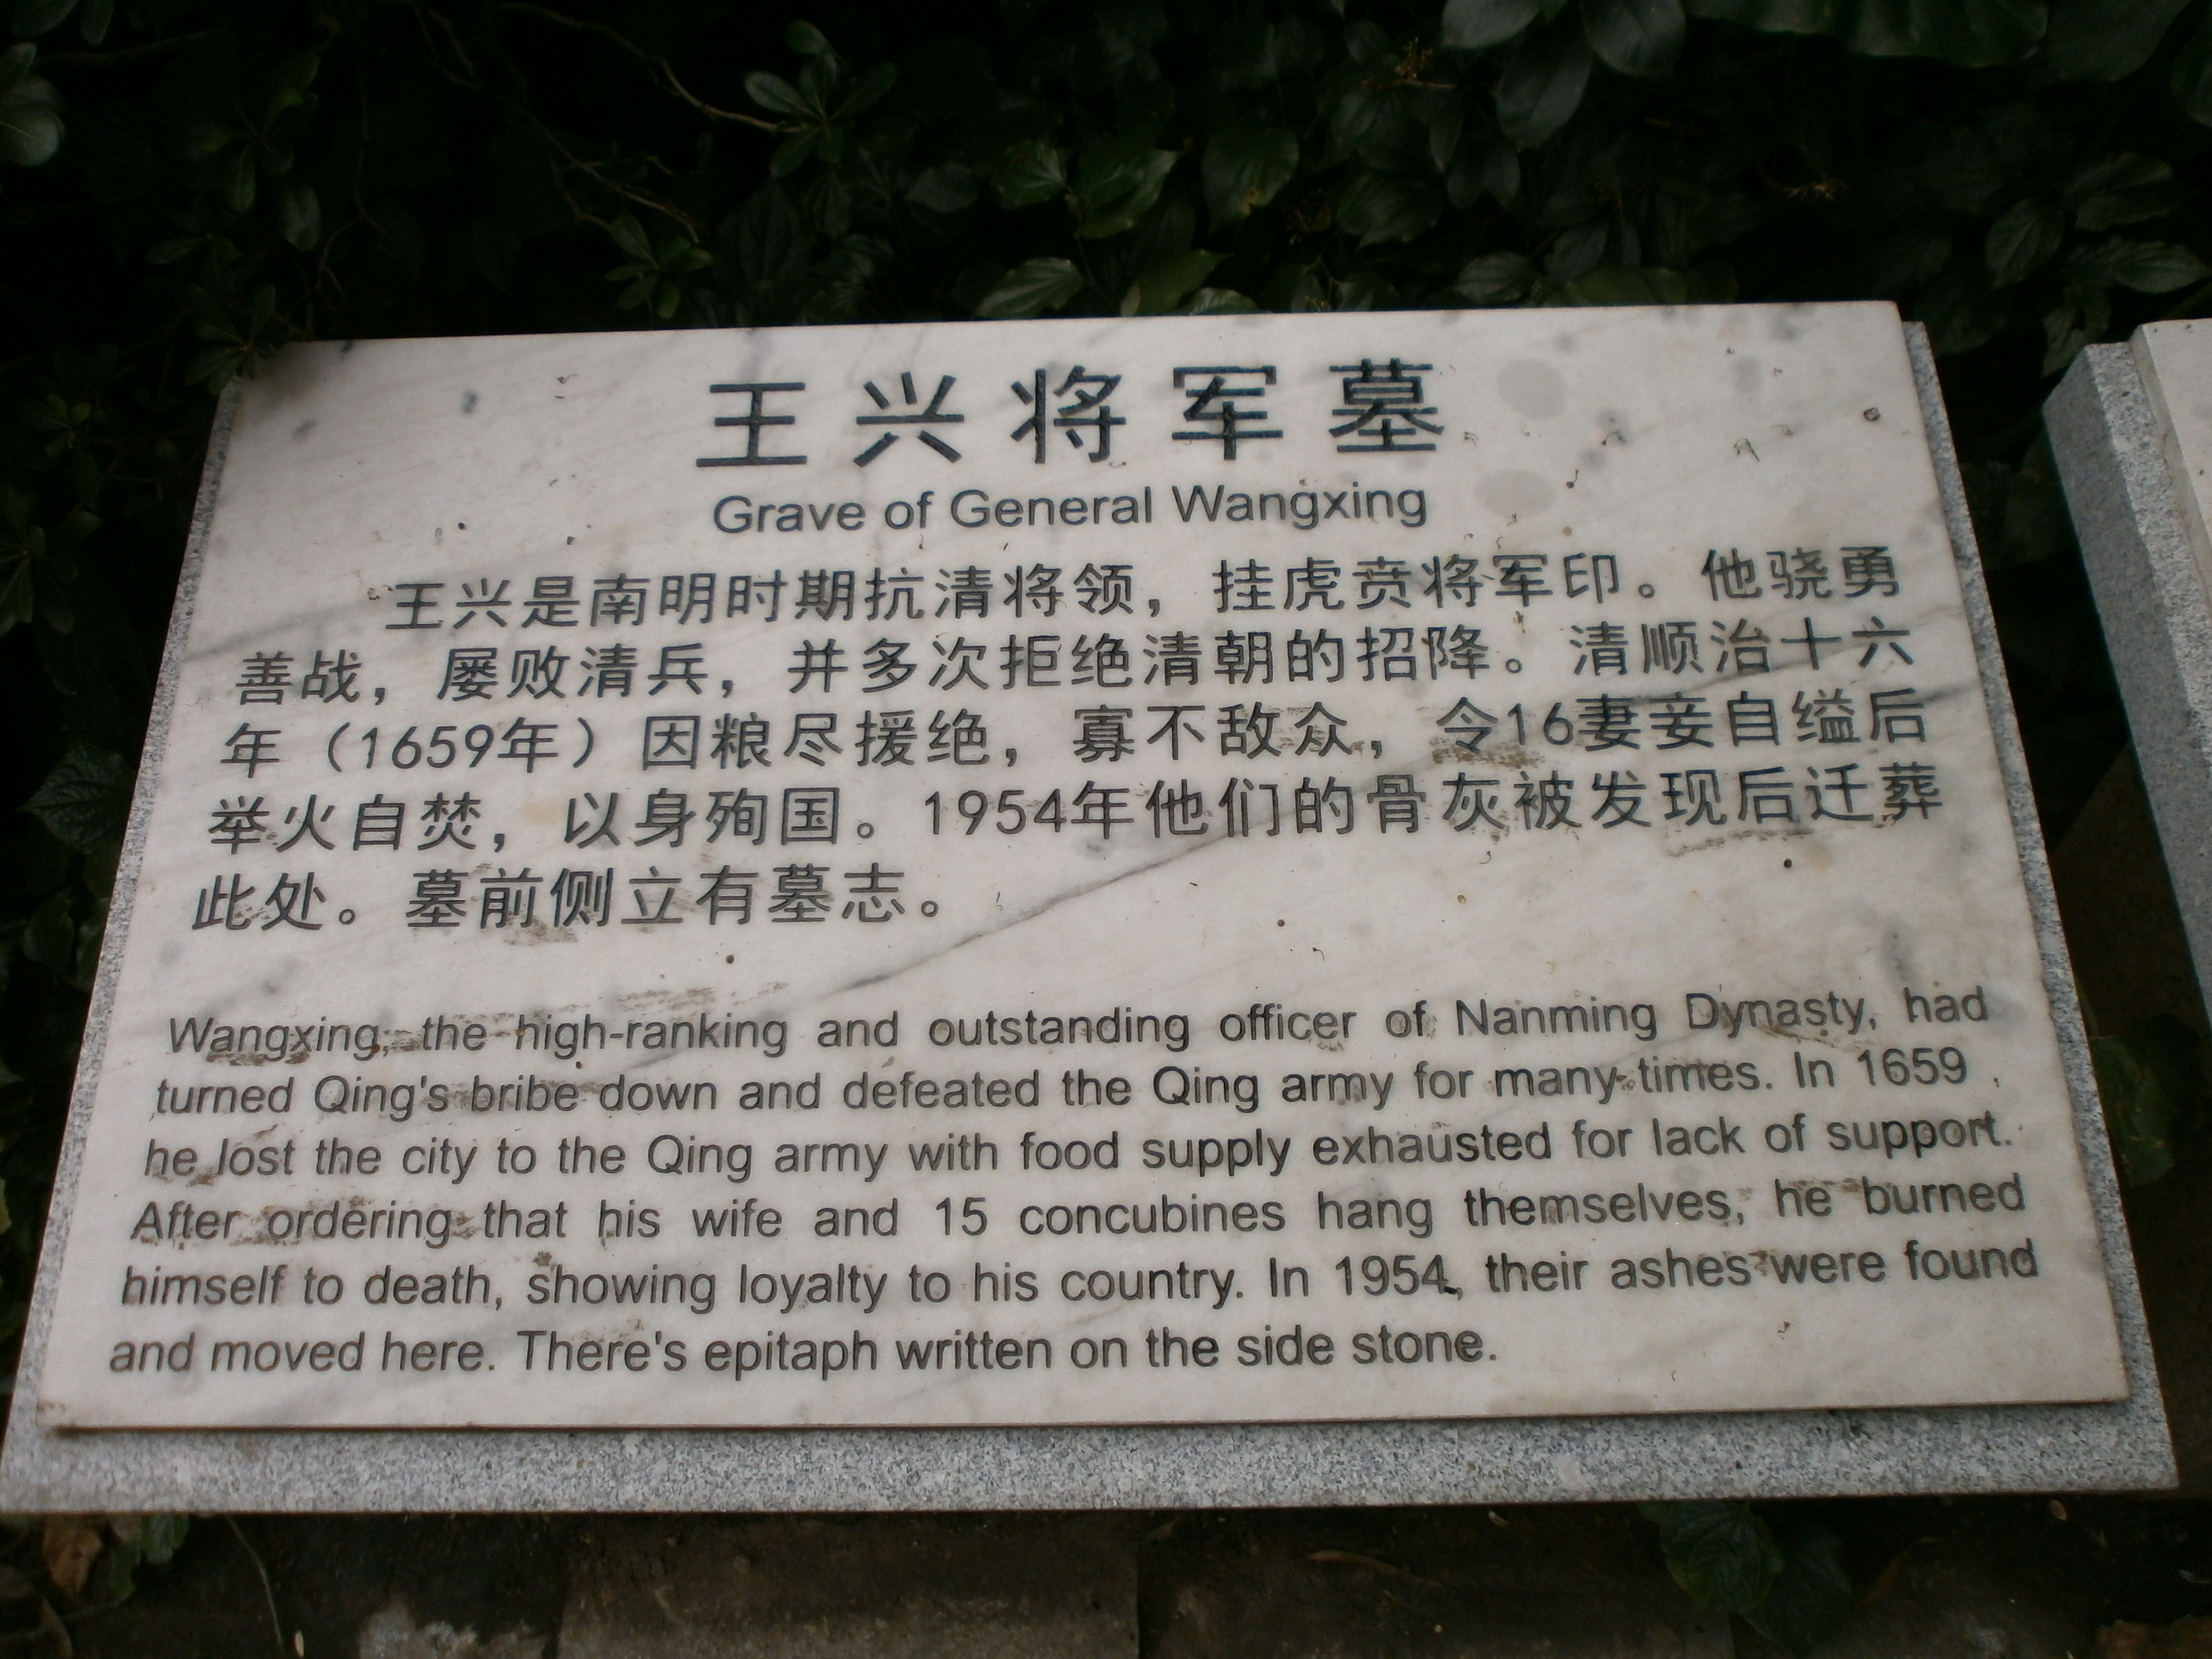 王兴将军墓
Grave of General Wangxing
王兴是南明时期抗清将领，挂虎贲将军印。他骁勇
善战，屡败清兵，并多次拒绝清朝的招降。清顺治十六
年（1659年）因粮尽援绝，寡不敌众，令16妻妾自缢后
举火自焚，以身殉国。1954年他们的骨灰被发现后迁葬
此处。墓前侧立有墓志。
Wangxing, the high-ranking and outstanding officer of Nanming Dynasty, had
turned Qing's bribe down and defeated the Qing army for many times. In 1659 ,
he lost the city to the Qing army with food supply exhausted for lack of support.
After ordering that his wife and 15 concubines hang themselves, he burned
himself to death, showing loyalty to his country. In 1954, their ashes were found
and moved here. There's epitaph written on the side stone.